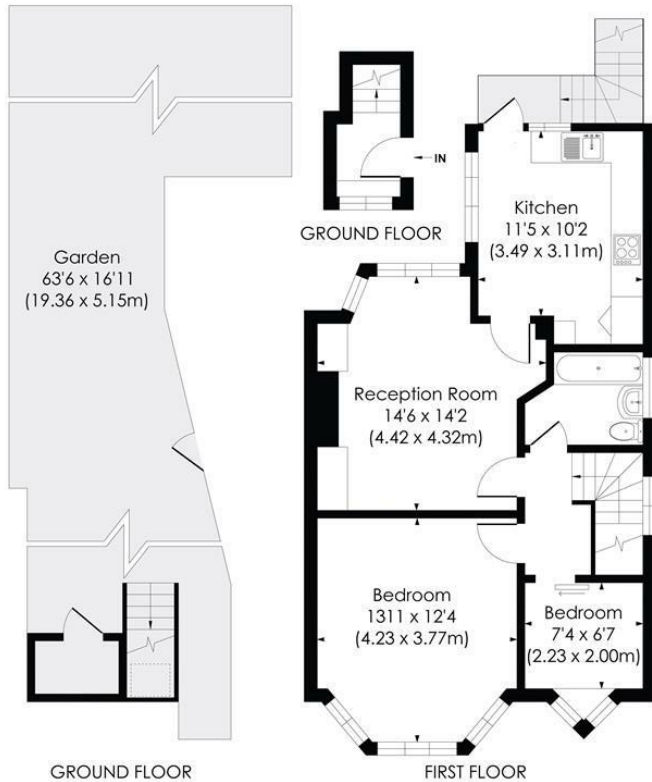 IN
GROUND FLOOR
Kitchen
11'5 x 10'2
(3.49 x 3.11m)
Garden
63'6 x 16'11
(19.36 x 5.15m)
Reception Room
14'6 x 14'2
(4.42 x 4.32m)
Bedroom
1311 x 12'4
(4.23 x 3.77m)
Bedroom
7'4 x 6'7
(2.23 x 2.00m)
GROUND FLOOR
FIRST FLOOR